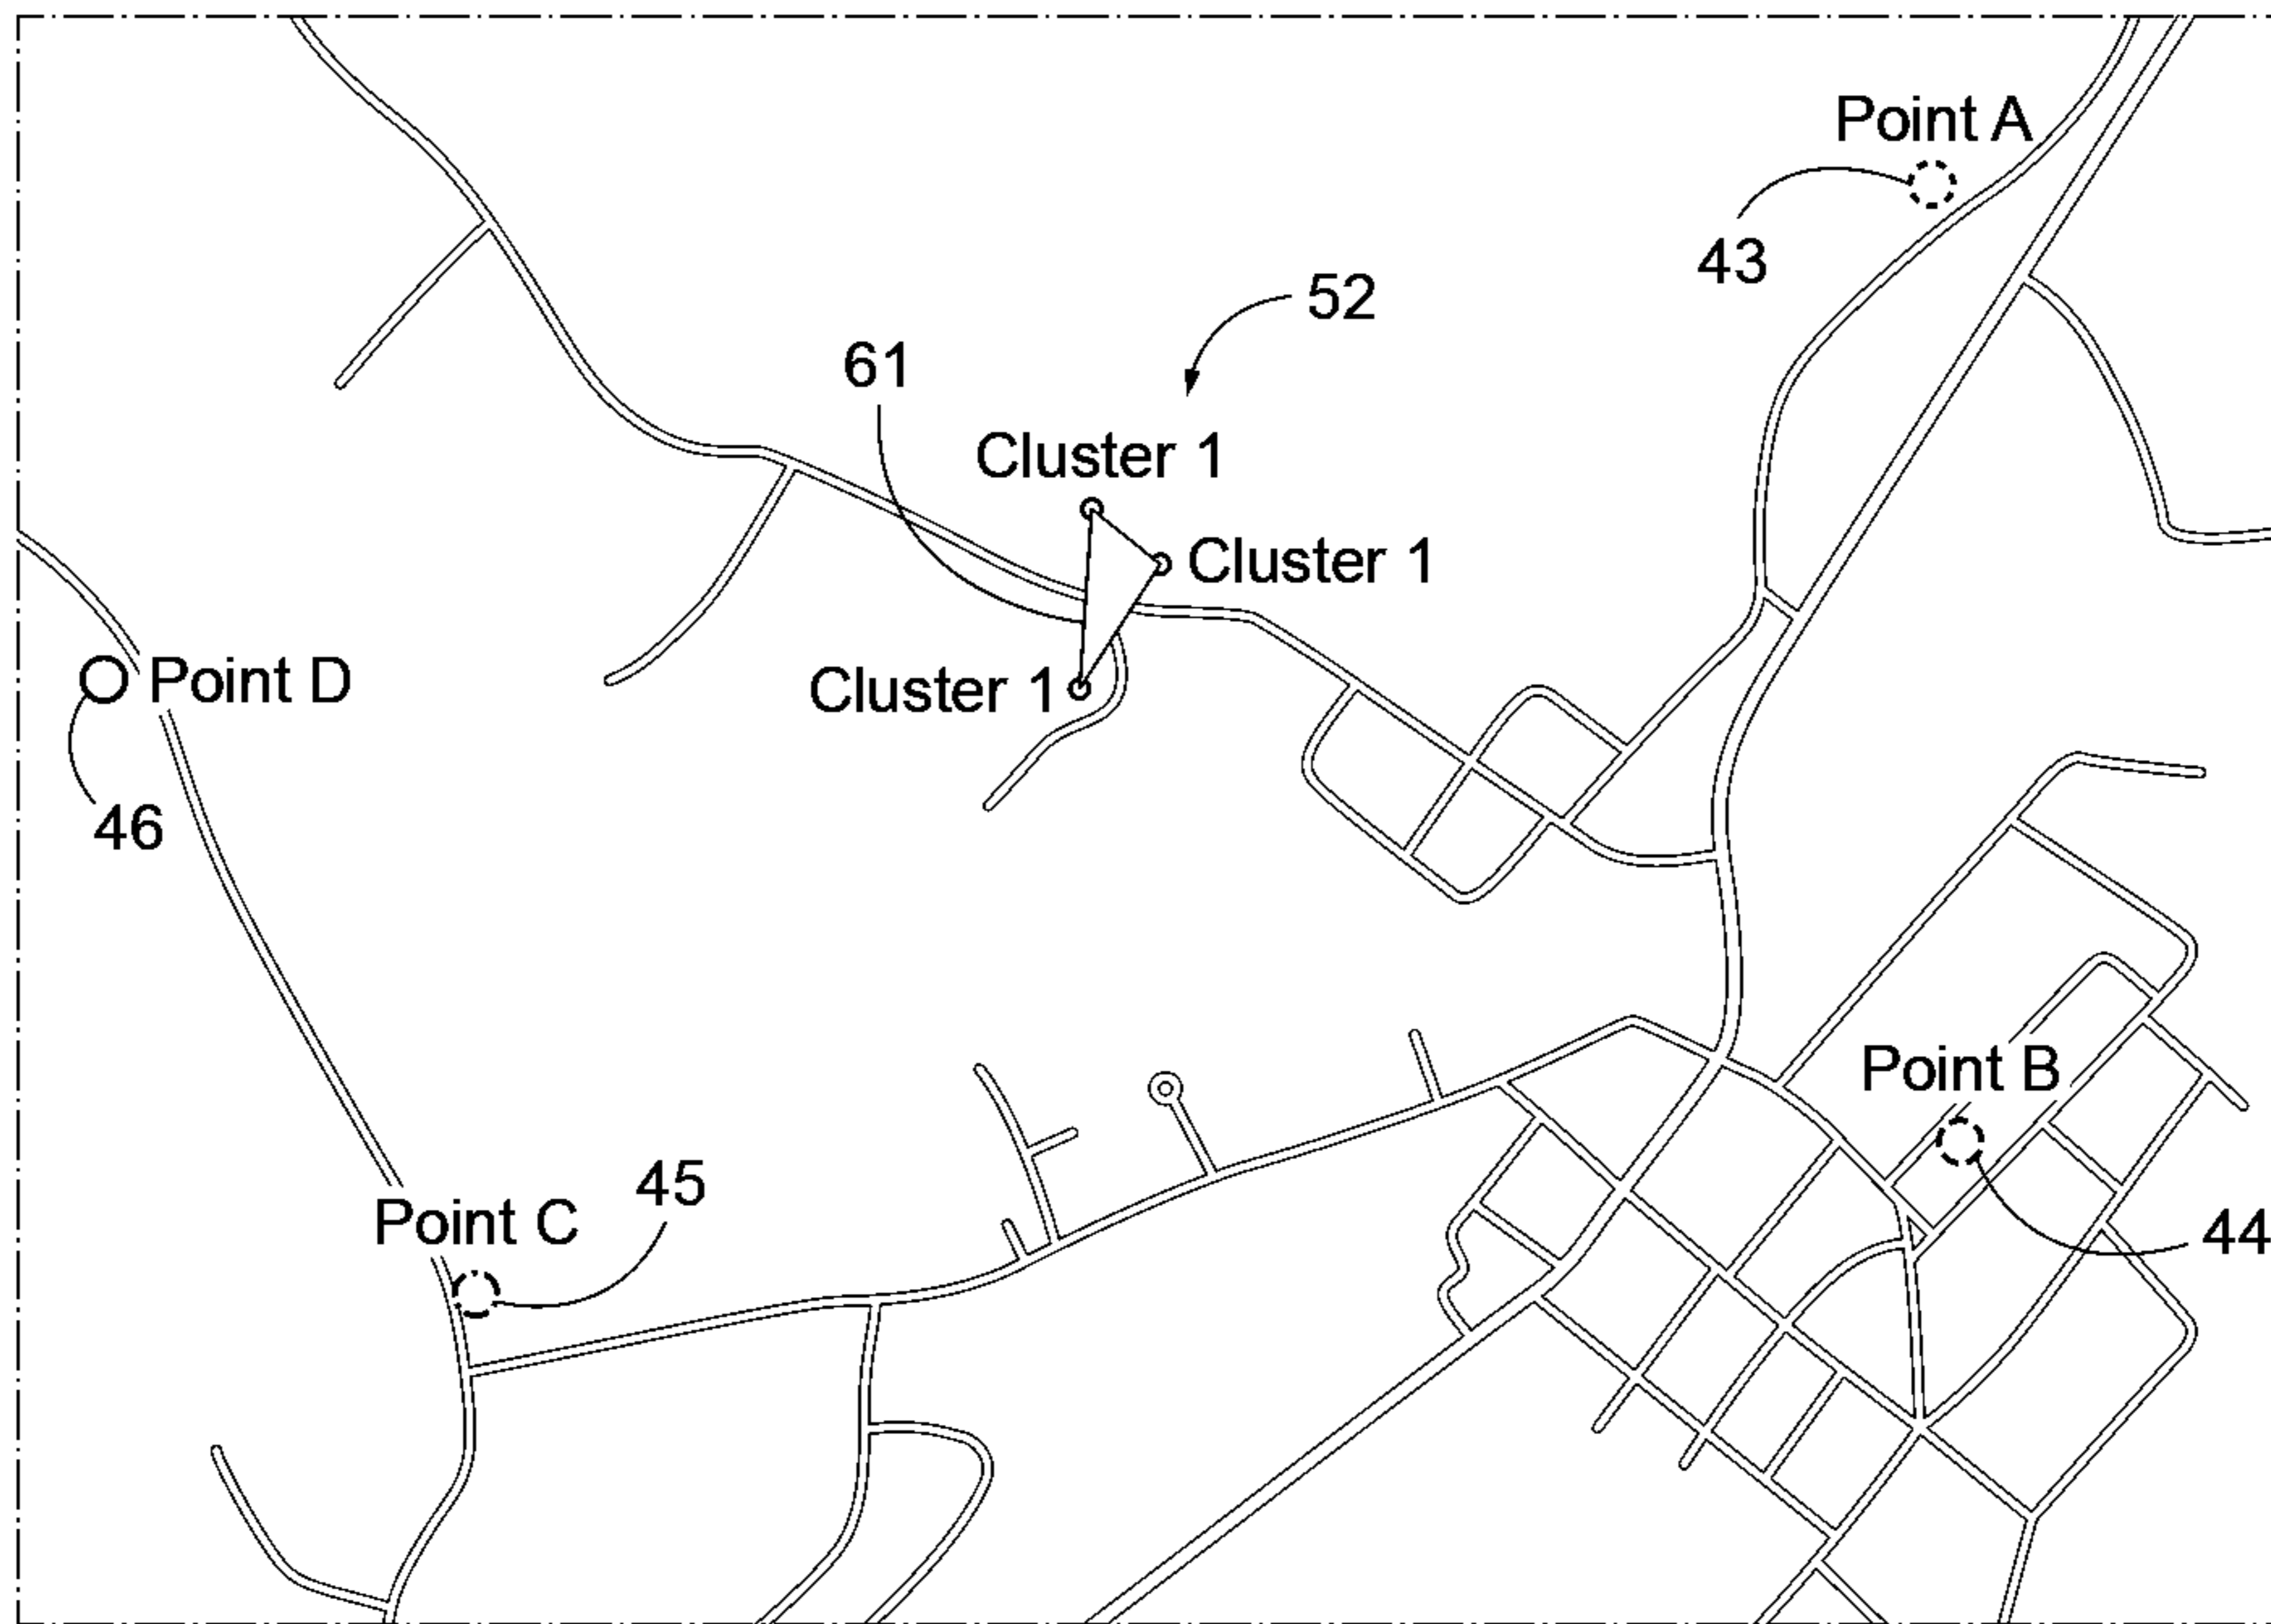 Point A
43
52
61
Cluster 1
Cluster 1
Cluster 1
Point D
46
Point B
45
Point C
44